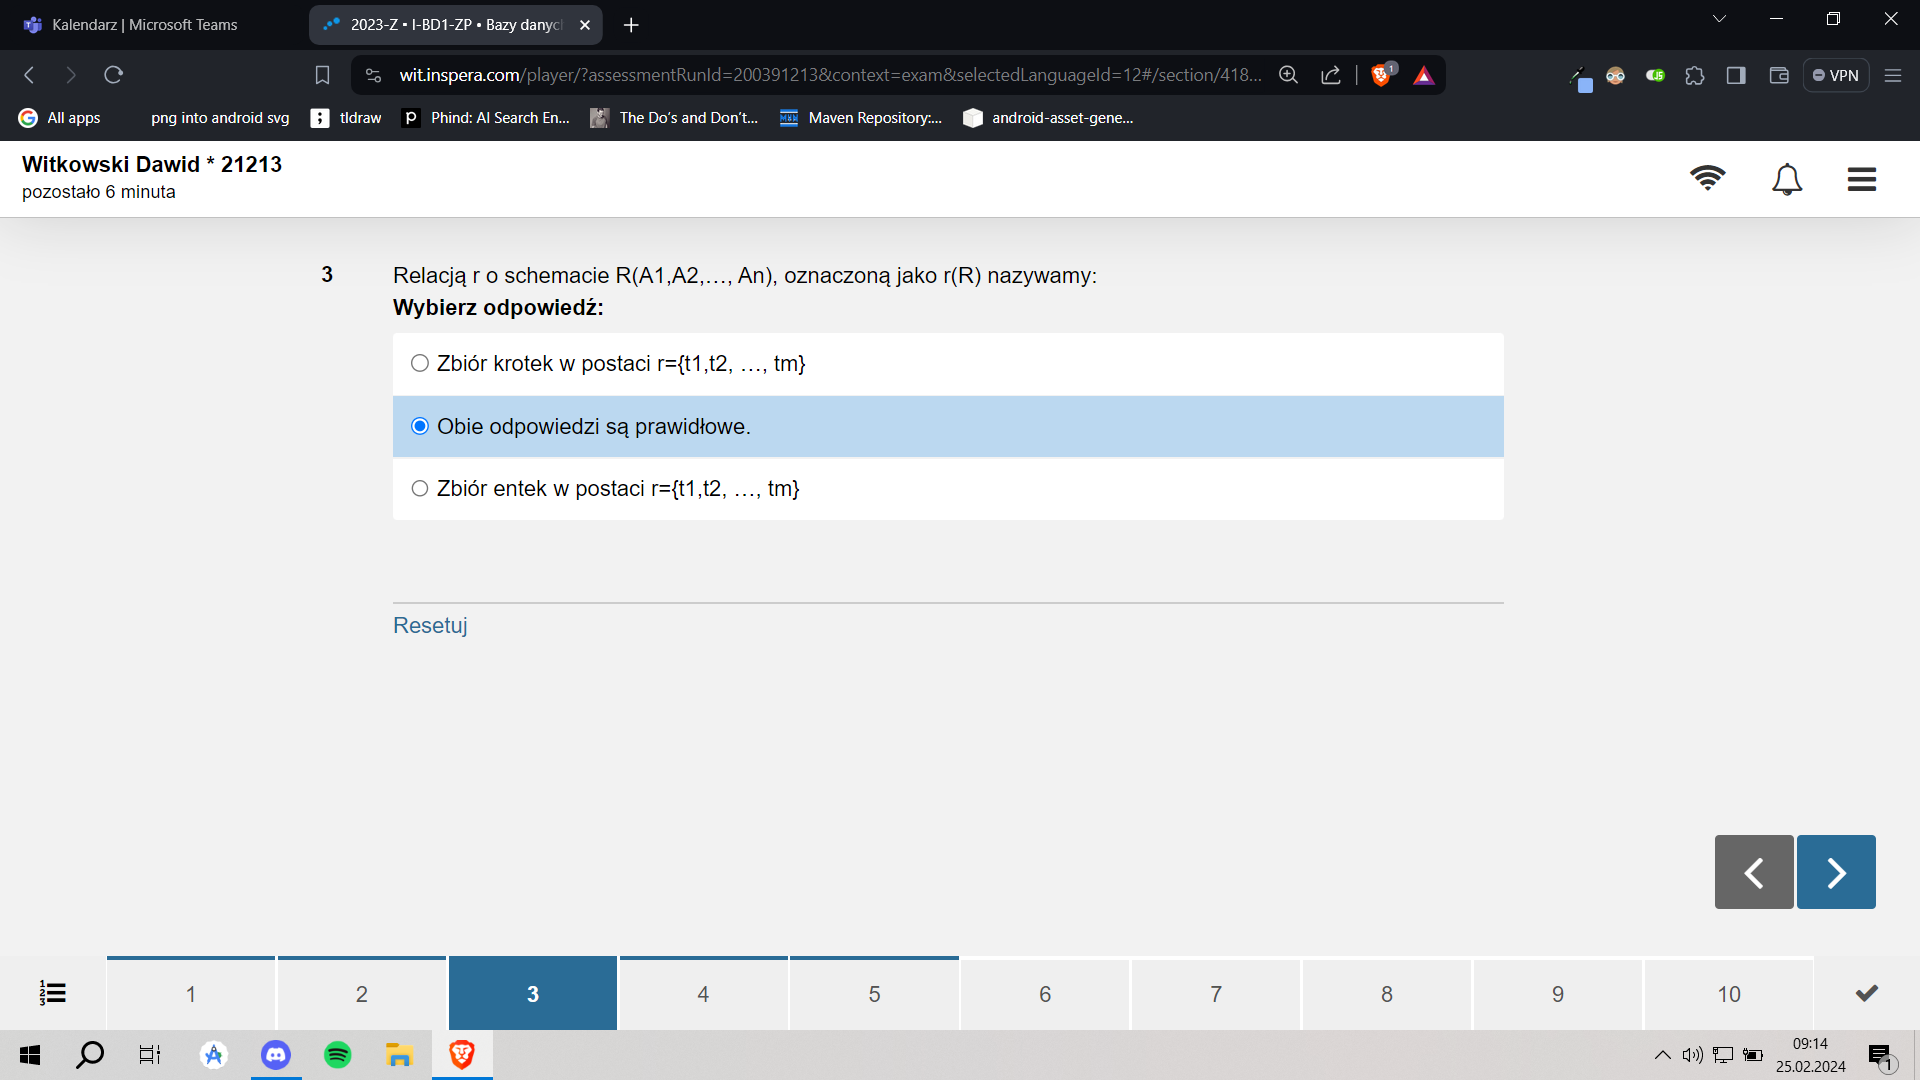 Kalendarz | Microsoft Teams
2023-Z • I-BD1-ZP • Bazy danych
wit.inspera.com/player/?assessmentRunId=200391213&context=exam&selectedLanguageId=12#/section/418...
1
VPN
All apps
png into android svg
tldraw
Phind: AI Search En...
The Do's and Don't...
Maven Repository:...
android-asset-gene...
Witkowski Dawid * 21213
pozostało 6 minuta
3
Relacją r o schemacie R(A1,A2,…, An), oznaczoną jako r(R) nazywamy:
Wybierz odpowiedź:
Zbiór krotek w postaci r={t1,t2, …, tm}
Obie odpowiedzi są prawidłowe.
Zbiór entek w postaci r={t1,t2, …, tm}
Resetuj
1 2 3 4 5 6 7 8 9 10
09:14
25.02.2024
1